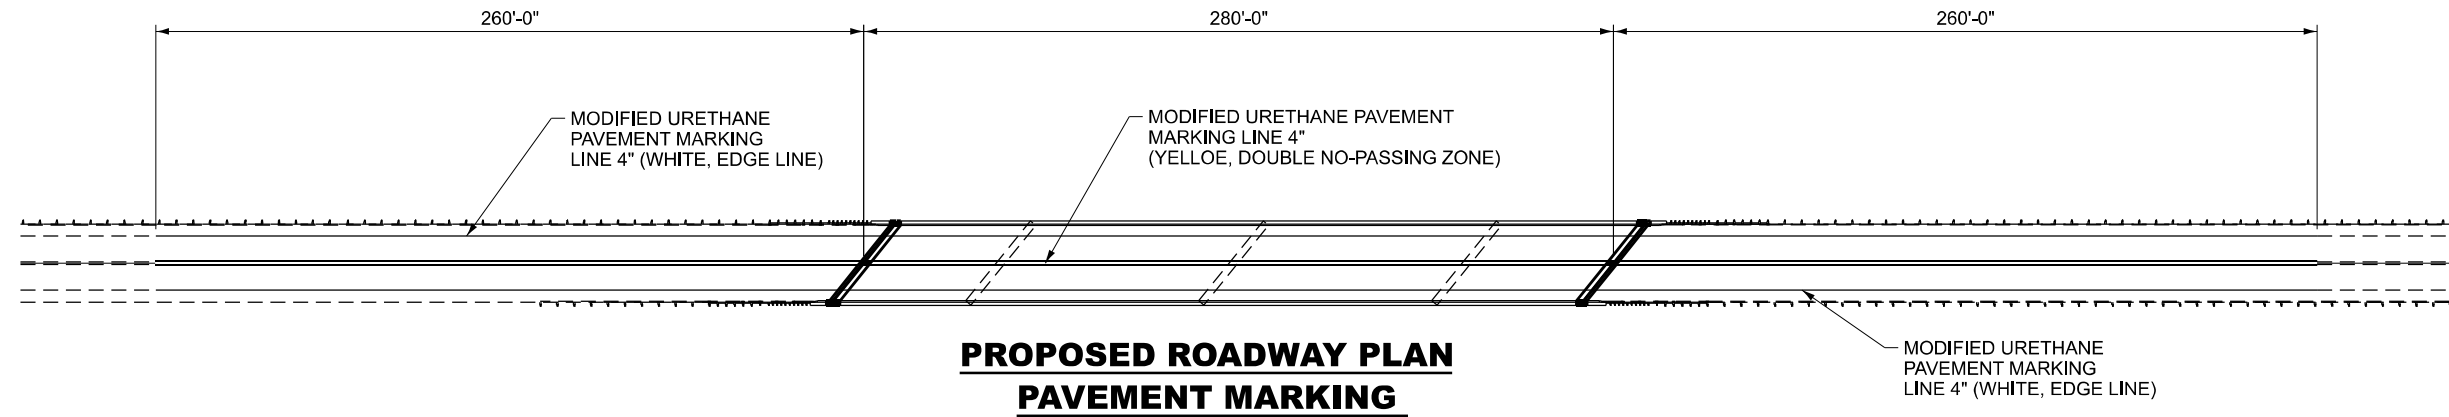 260'-0"
280'-0"
260'-0"
MODIFIED URETHANE
PAVEMENT MARKING
LINE 4" (WHITE, EDGE LINE)
MODIFIED URETHANE PAVEMENT
MARKING LINE 4"
(YELLOE, DOUBLE NO-PASSING ZONE)
PROPOSED ROADWAY PLAN
PAVEMENT MARKING
MODIFIED URETHANE
PAVEMENT MARKING
LINE 4" (WHITE, EDGE LINE)